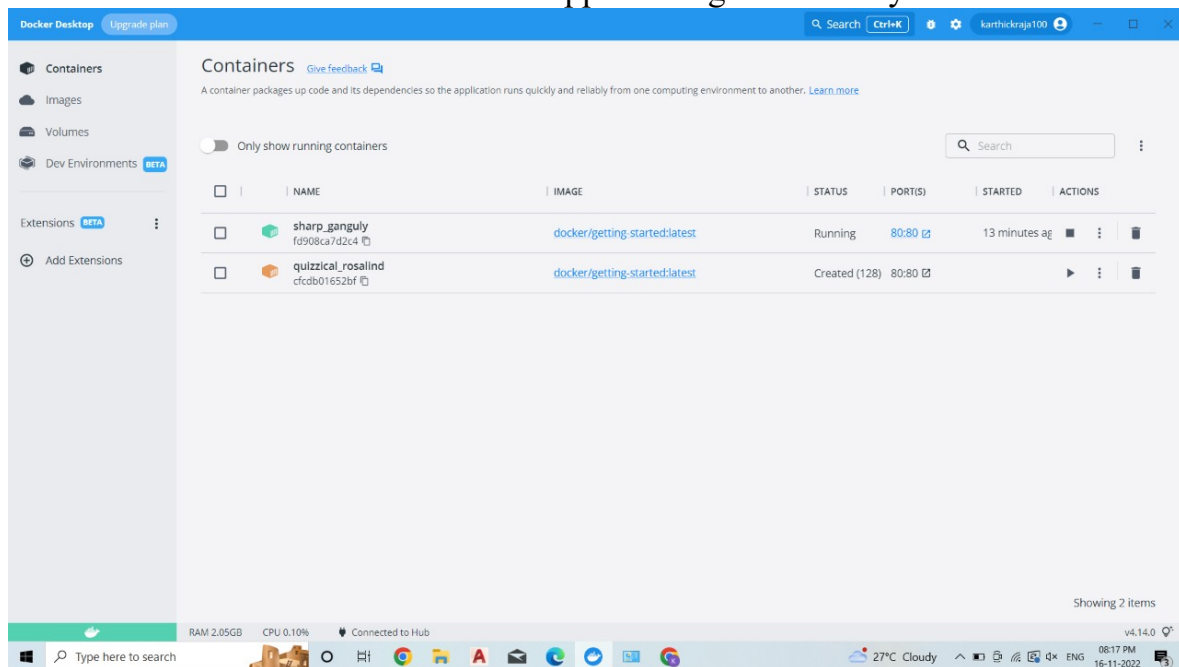 Docker Desktop Upgrade plan Search Ctrl+K karthickraja100
Containers
Images
Volumes
Dev Environments BETA
Extensions BETA
Add Extensions
Containers Give feedback
A container packages up code and its dependencies so the application runs quickly and reliably from one computing environment to another. Learn more
Only show running containers Search
NAME IMAGE STATUS PORT(S) STARTED ACTIONS
sharp_ganguly docker/getting-started:latest Running 80:80 13 minutes ag
fd908ca7d2c4
quizzical_rosalind docker/getting-started:latest Created (128) 80:80
cfcdb01652bf
Showing 2 items
RAM 2.05GB CPU 0.10% Connected to Hub v4.14.0
Type here to search 27°C Cloudy ENG 08:17 PM
16-11-2022 3